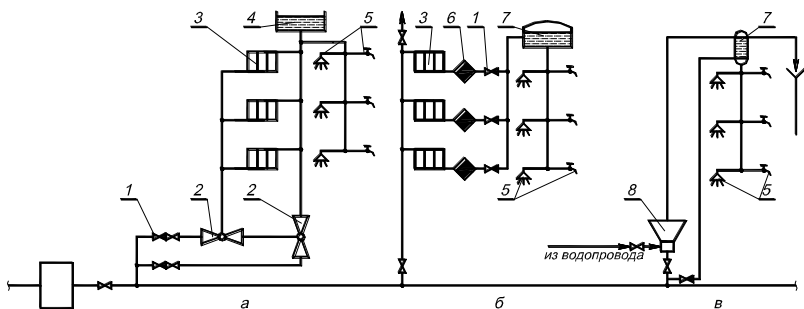 3 4 5 3 6 1 7 7
1 2 2 5 8 5
из водопровода
а б в